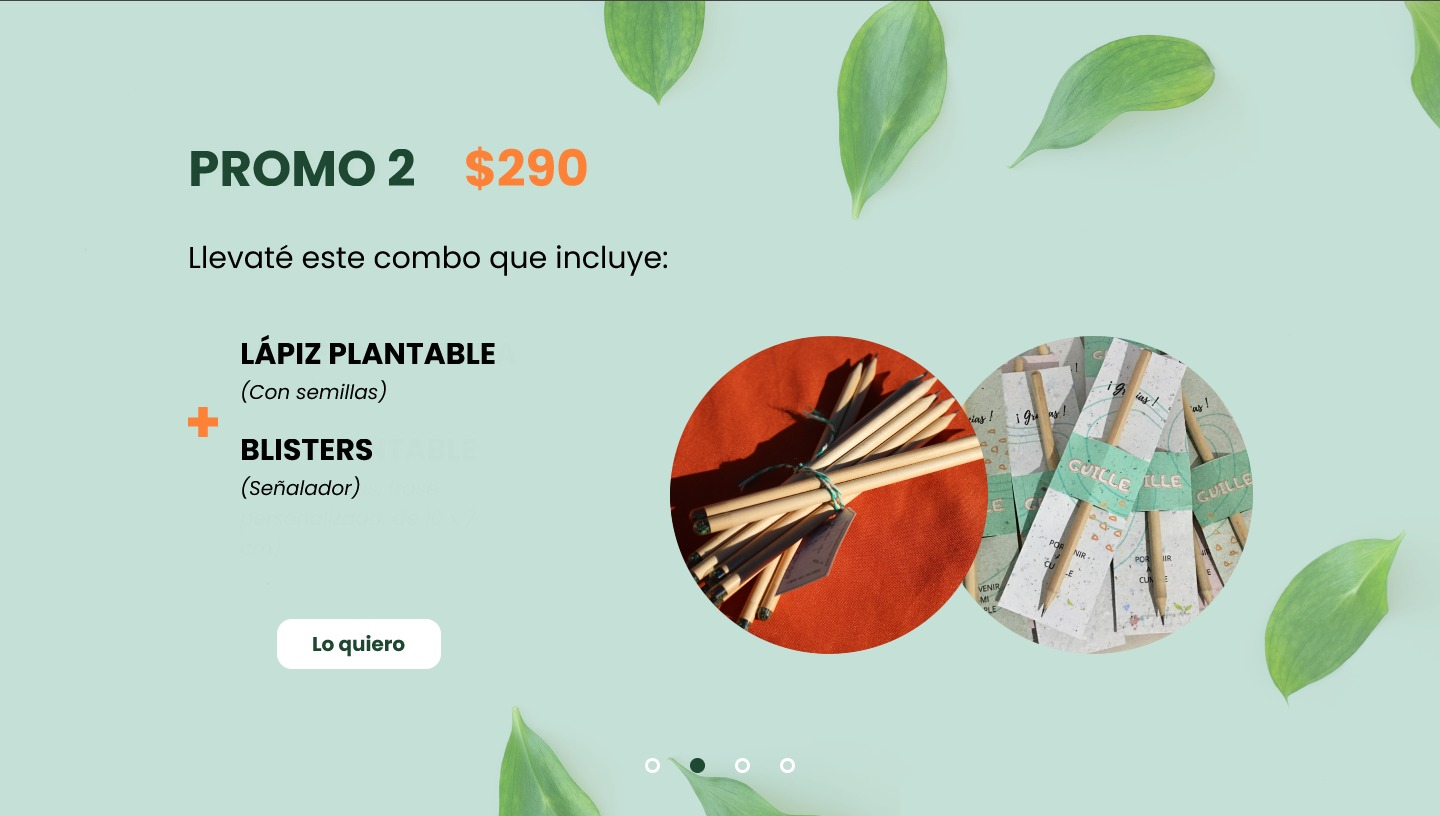 PROMO 2 $290
Llevaté este combo que incluye:
LÁPIZ PLANTABLE
(Con semillas)
+
BLISTERS
(Señalador)
Lo quiero
¡Gracias!
GUILLE
GUILLE
POR VENIR
A MI
CUMPLE